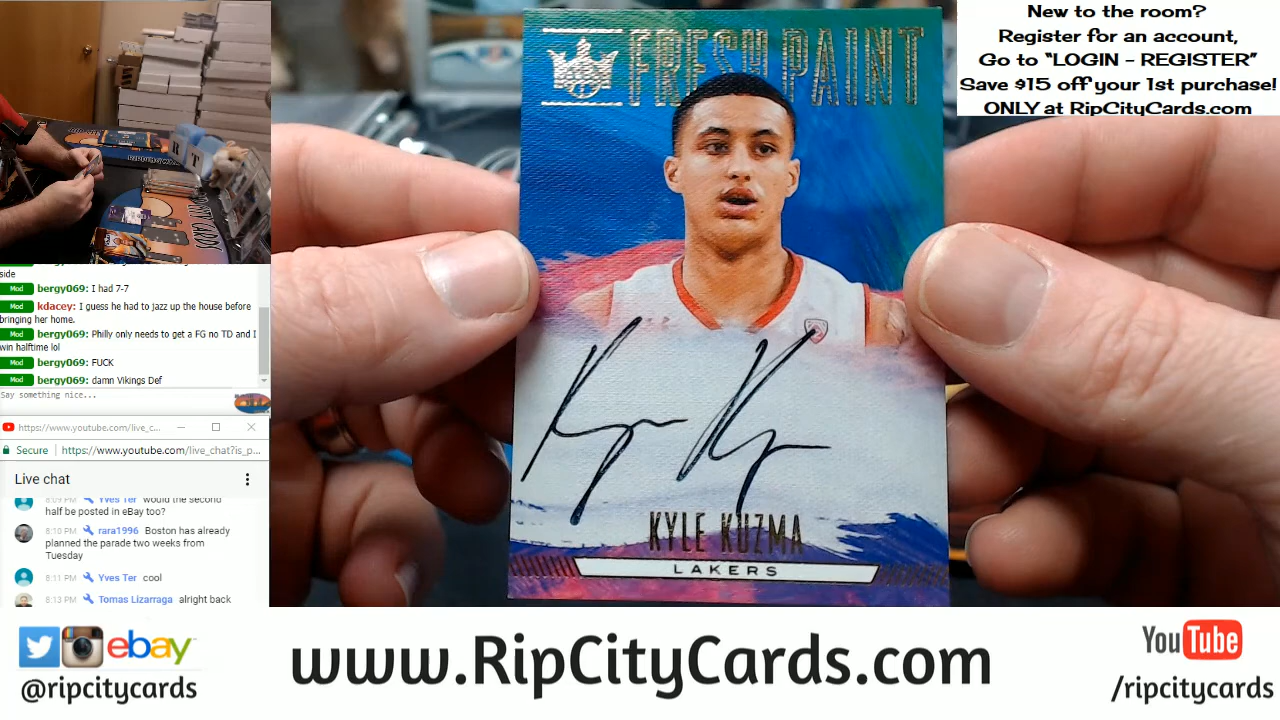 FRESH PAINT
KYLE KUZMA
LAKERS
New to the room?
Register for an account,
Go to “LOGIN - REGISTER”
Save $15 off your 1st purchase!
ONLY at RipCityCards.com
side
Mod bergy069: I had 7-7
Mod kdacey: I guess he had to jazz up the house before
bringing her home.
Mod bergy069: Philly only needs to get a FG no TD and I
win halftime lol
Mod bergy069: FUCK
Mod bergy069: damn Vikings Def
Say something nice...
https://www.youtube.com/live_c...
Secure https://www.youtube.com/live_chat?is_p...
Live chat
8:09 PM Yves Ter would the second
half be posted in eBay too?
8:10 PM rara1996 Boston has already
planned the parade two weeks from
Tuesday
8:11 PM Yves Ter cool
8:13 PM Tomas Lizarraga alright back
ebay
@ripcitycards
www.RipCityCards.com
YouTube
/ripcitycards